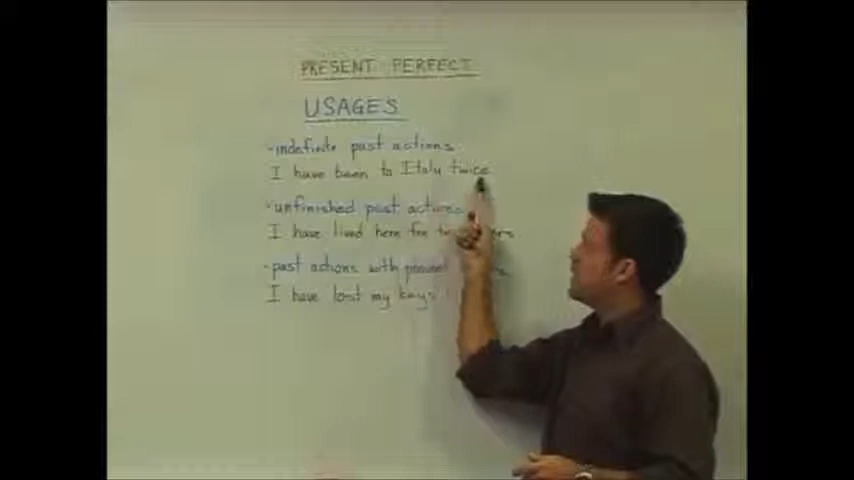 PRESENT PERFECT
USAGES
-indefinite past actions
I have been to Italy twice
-unfinished past actions
I have lived here for
-past actions with present
I have lost my keys !